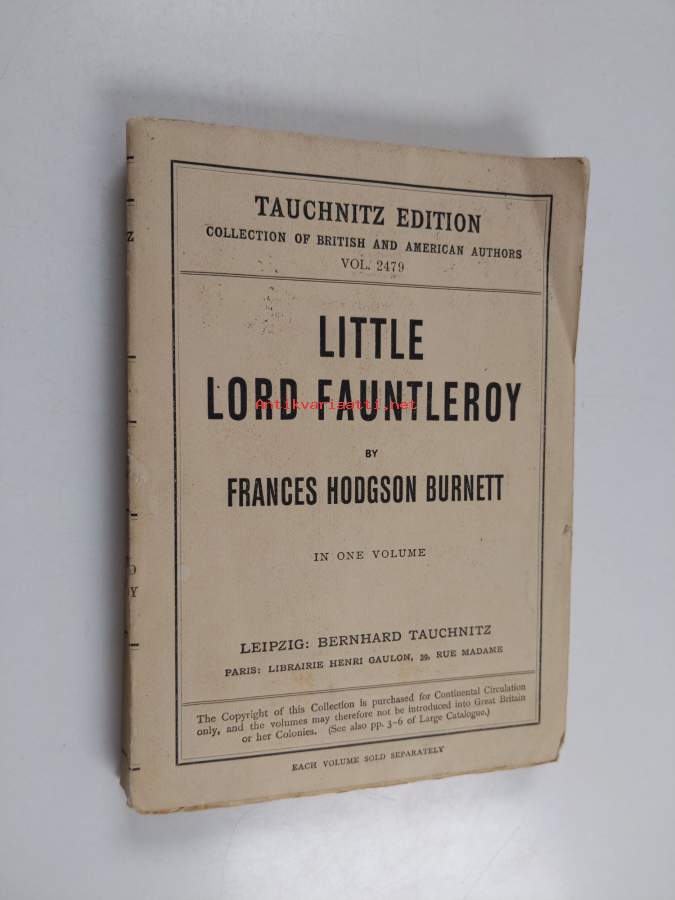 TAUCHNITZ EDITION
COLLECTION OF BRITISH AND AMERICAN AUTHORS
VOL. 2479
LITTLE
LORD FAUNTLEROY
Antikvariaatti.net
BY
FRANCES HODGSON BURNETT
IN ONE VOLUME
LEIPZIG: BERNHARD TAUCHNITZ
PARIS: LIBRAIRIE HENRI GAULON, 39, RUE MADAME
The Copyright of this Collection is purchased for Continental Circulation
only, and the volumes may therefore not be introduced into Great Britain
or her Colonies. (See also pp. 3–6 of Large Catalogue.)
EACH VOLUME SOLD SEPARATELY